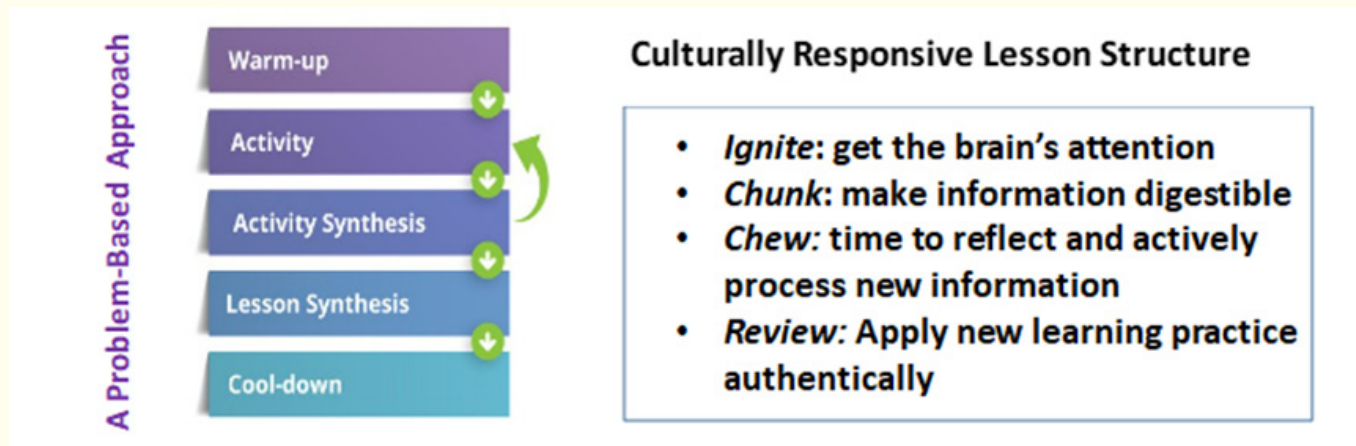 A Problem-Based Approach
Warm-up
Activity
Activity Synthesis
Lesson Synthesis
Cool-down
Culturally Responsive Lesson Structure
• Ignite: get the brain’s attention
• Chunk: make information digestible
• Chew: time to reflect and actively
process new information
• Review: Apply new learning practice
authentically